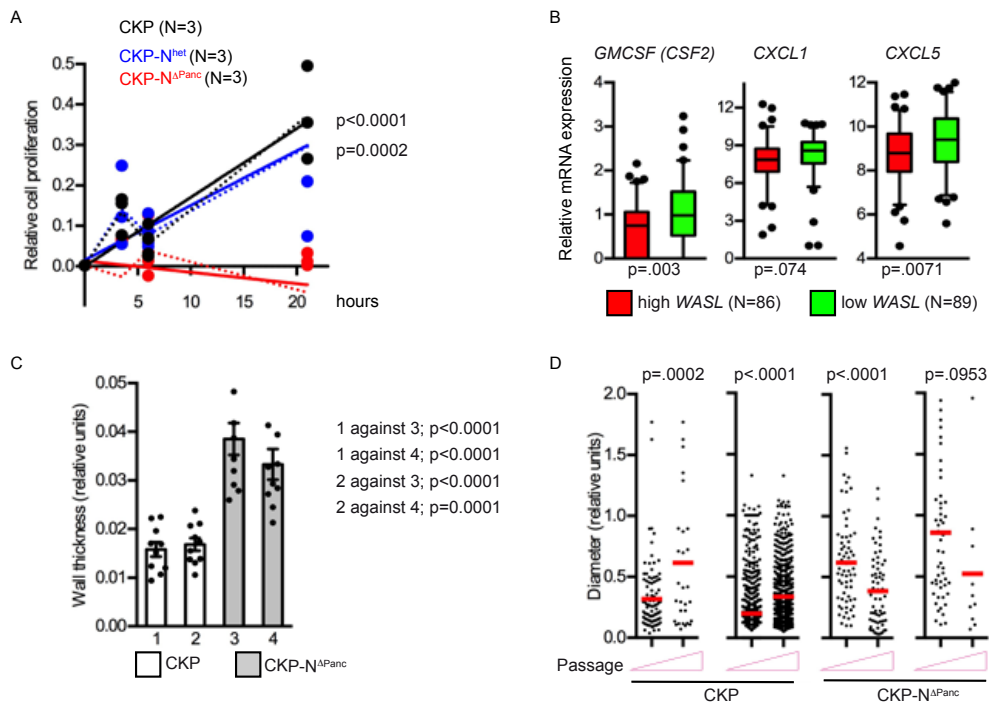 A
CKP (N=3)
CKP-Nhet (N=3)
CKP-NΔPanc (N=3)
Relative cell proliferation
0.5
0.4
0.3
0.2
0.1
0.0
5
10
15
20
hours
p<0.0001
p=0.0002
B
GMCSF (CSF2)
CXCL1
CXCL5
Relative mRNA expression
4
3
2
1
0
12
9
6
3
0
12
10
8
6
4
p=.003
p=.074
p=.0071
high WASL (N=86)
low WASL (N=89)
C
Wall thickness (relative units)
0.05
0.04
0.03
0.02
0.01
0.00
1 2 3 4
1 against 3; p<0.0001
1 against 4; p<0.0001
2 against 3; p<0.0001
2 against 4; p=0.0001
CKP
CKP-NΔPanc
D
p=.0002 p<.0001 p<.0001 p=.0953
Diameter (relative units)
2.0
1.5
1.0
0.5
0.0
Passage
CKP
CKP-NΔPanc